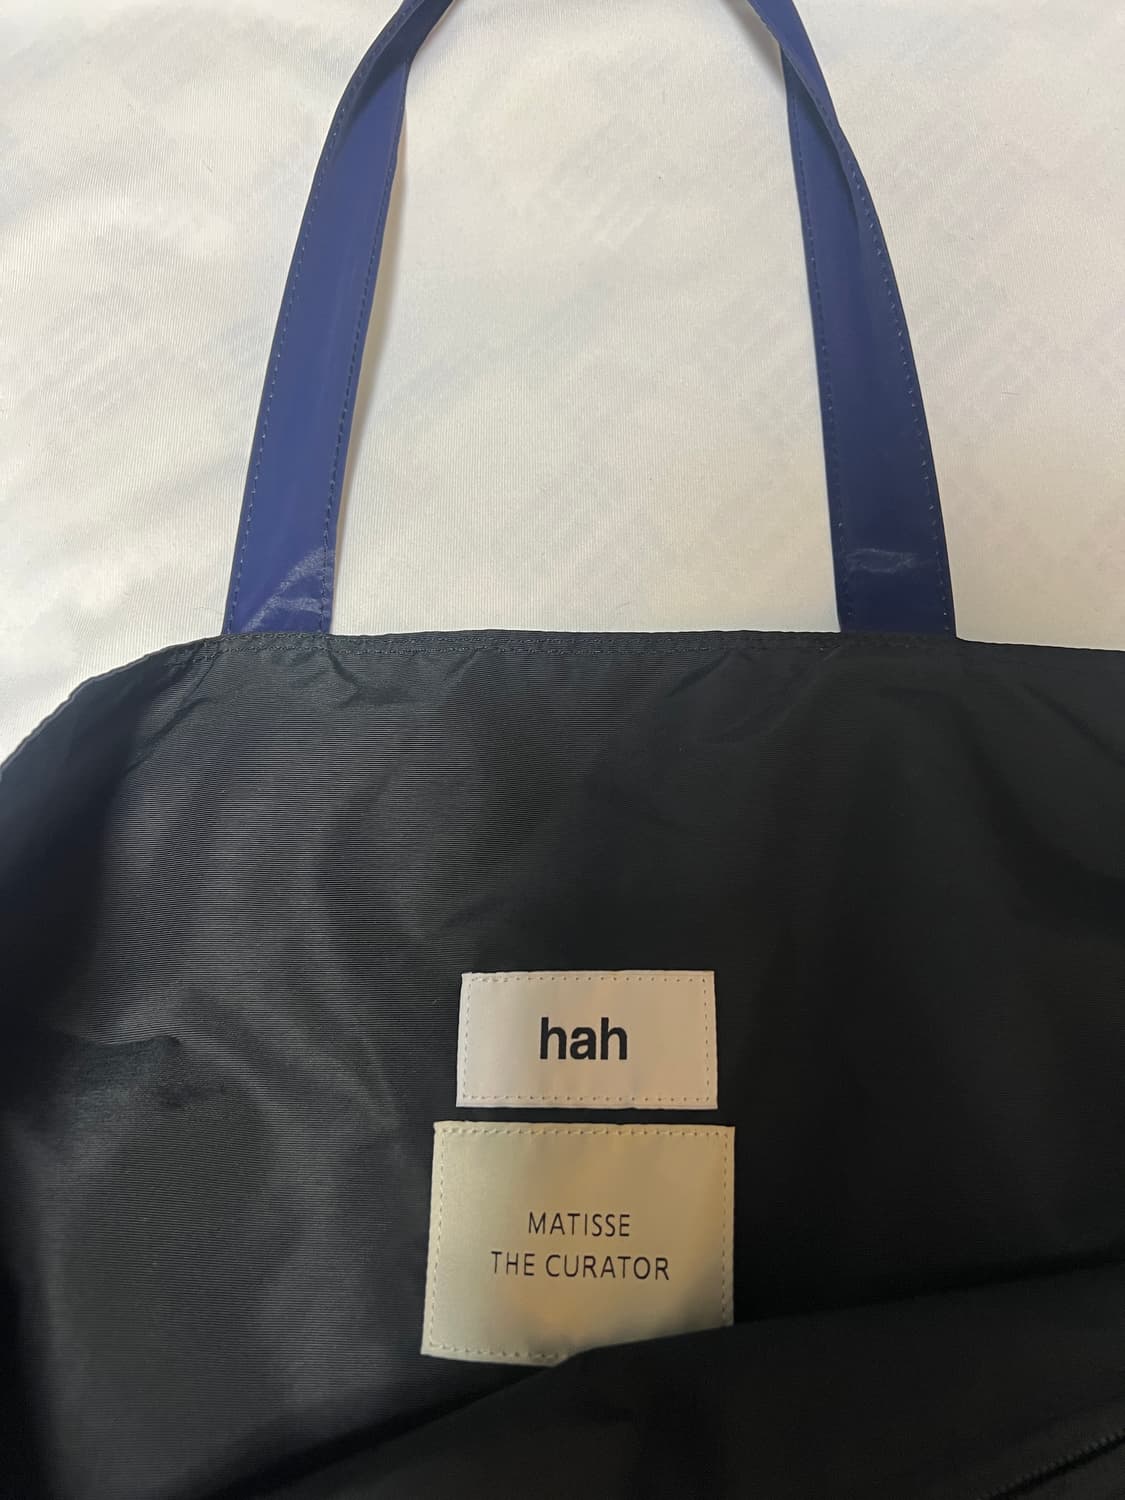 hah
MATISSE
THE CURATOR